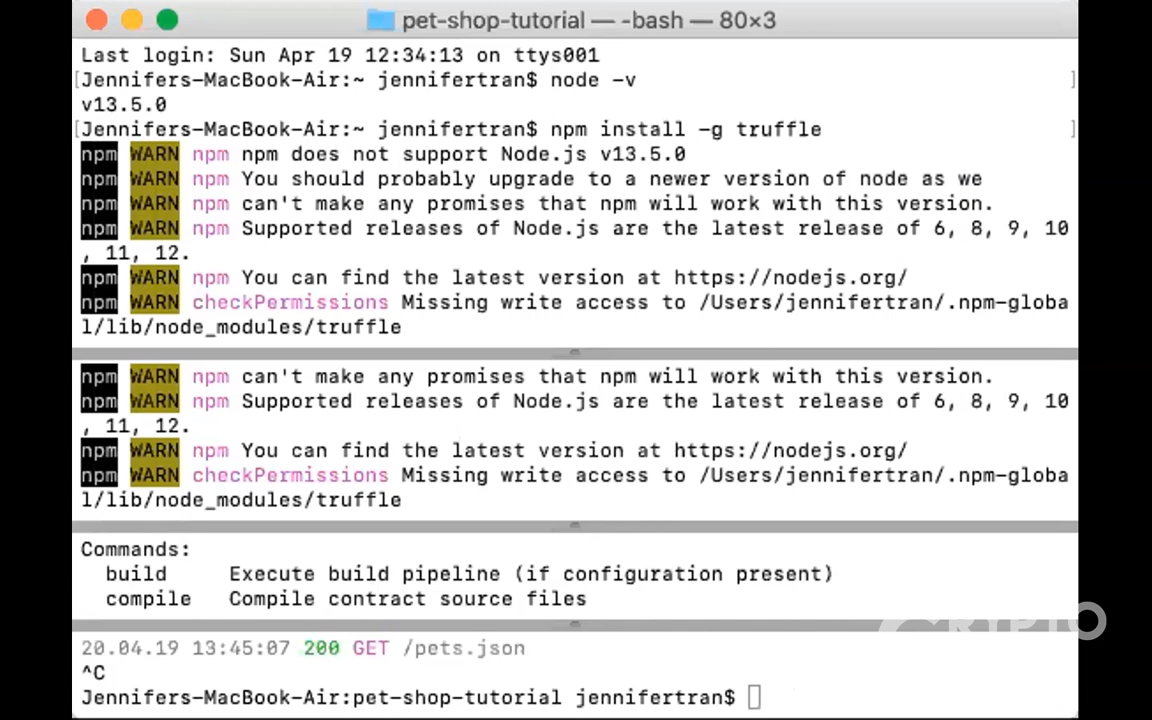 pet-shop-tutorial — -bash — 80×3
Last login: Sun Apr 19 12:34:13 on ttys001
[Jennifers-MacBook-Air:~ jennifertran$ node -v ]
v13.5.0
[Jennifers-MacBook-Air:~ jennifertran$ npm install -g truffle ]
npm WARN npm npm does not support Node.js v13.5.0
npm WARN npm You should probably upgrade to a newer version of node as we
npm WARN npm can't make any promises that npm will work with this version.
npm WARN npm Supported releases of Node.js are the latest release of 6, 8, 9, 10
, 11, 12.
npm WARN npm You can find the latest version at https://nodejs.org/
npm WARN checkPermissions Missing write access to /Users/jennifertran/.npm-globa
l/lib/node_modules/truffle
npm WARN npm can't make any promises that npm will work with this version.
npm WARN npm Supported releases of Node.js are the latest release of 6, 8, 9, 10
, 11, 12.
npm WARN npm You can find the latest version at https://nodejs.org/
npm WARN checkPermissions Missing write access to /Users/jennifertran/.npm-globa
l/lib/node_modules/truffle
Commands:
build Execute build pipeline (if configuration present)
compile Compile contract source files
CRYPTO
20.04.19 13:45:07 200 GET /pets.json
^C
Jennifers-MacBook-Air:pet-shop-tutorial jennifertran$